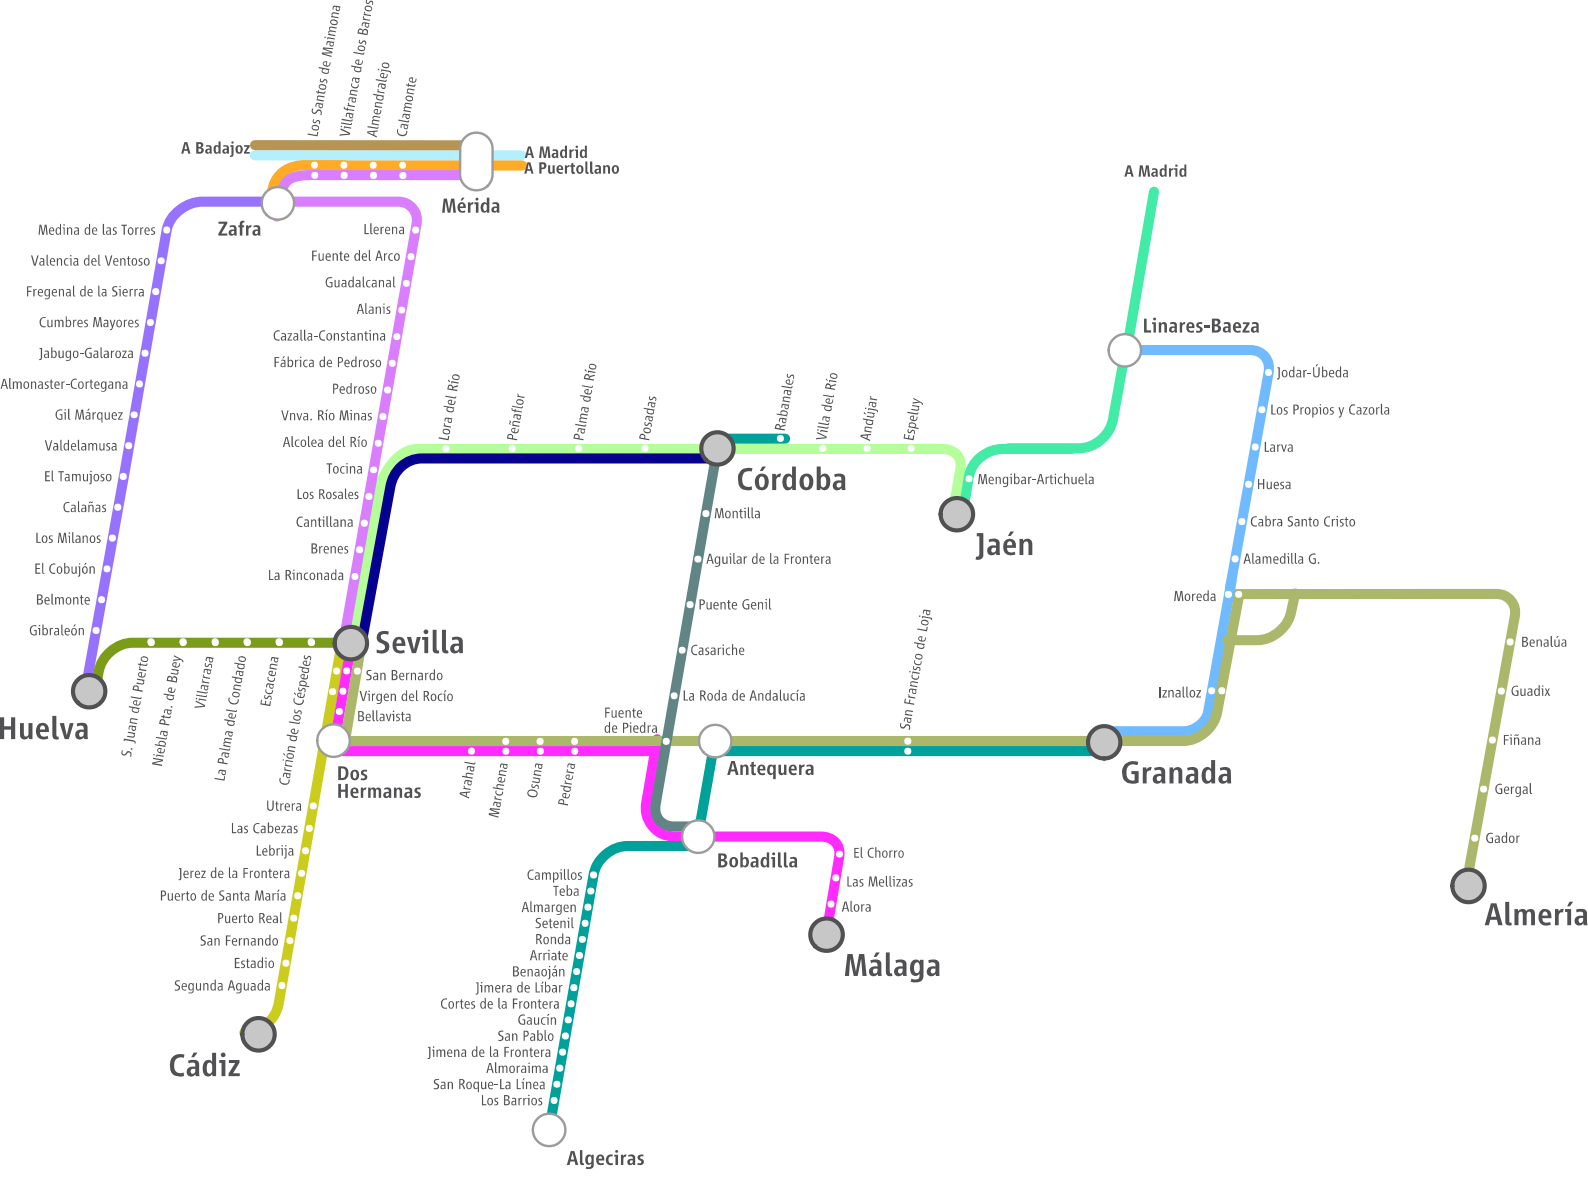 Los Santos de Maimona
Villafranca de los Barros
Almendralejo
Calamonte
A Badajoz
A Madrid
A Puertollano
Mérida
Zafra
A Madrid
Medina de las Torres
Valencia del Ventoso
Fregenal de la Sierra
Cumbres Mayores
Jabugo-Galaroza
Almonaster-Cortegana
Gil Márquez
Valdelamusa
El Tamujoso
Calañas
Los Milanos
El Cobujón
Belmonte
Gibraleón
Huelva
Llerena
Fuente del Arco
Guadalcanal
Alanis
Cazalla-Constantina
Fábrica de Pedroso
Pedroso
Vnva. Río Minas
Alcolea del Río
Tocina
Los Rosales
Cantillana
Brenes
La Rinconada
Sevilla
S. Juan del Puerto
Niebla Pta. de Buey
Villarrasa
La Palma del Condado
Escacena
Carrión de los Céspedes
San Bernardo
Virgen del Rocío
Bellavista
Dos
Hermanas
Utrera
Las Cabezas
Lebrija
Jerez de la Frontera
Puerto de Santa María
Puerto Real
San Fernando
Estadio
Segunda Aguada
Cádiz
Lora del Río
Peñaflor
Palma del Río
Posadas
Rabanales
Villa del Rio
Andújar
Espeluy
Córdoba
Mengibar-Artichuela
Jaén
Linares-Baeza
Jodar-Úbeda
Los Propios y Cazorla
Larva
Huesa
Cabra Santo Cristo
Alamedilla G.
Moreda
Iznalloz
Granada
Benalúa
Guadix
Fiñana
Gergal
Gador
Almería
Montilla
Aguilar de la Frontera
Puente Genil
Casariche
La Roda de Andalucía
Fuente
de Piedra
San Francisco de Loja
Arahal
Marchena
Osuna
Pedrera
Antequera
Bobadilla
El Chorro
Las Mellizas
Alora
Málaga
Campillos
Teba
Almargen
Setenil
Ronda
Arriate
Benaoján
Jimera de Líbar
Cortes de la Frontera
Gaucín
San Pablo
Jimena de la Frontera
Almoraima
San Roque-La Línea
Los Barrios
Algeciras